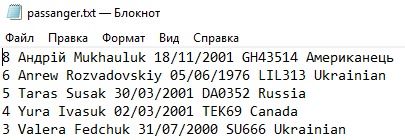 passanger.txt — Блокнот
Файл Правка Формат Вид Справка
8 Андрій Mukhauluk 18/11/2001 GH43514 Американець
6 Anrew Rozvadovskiy 05/06/1976 LIL313 Ukrainian
5 Taras Susak 30/03/2001 DA0352 Russia
4 Yura Ivasuk 02/03/2001 TEK69 Canada
3 Valera Fedchuk 31/07/2000 SU666 Ukrainian